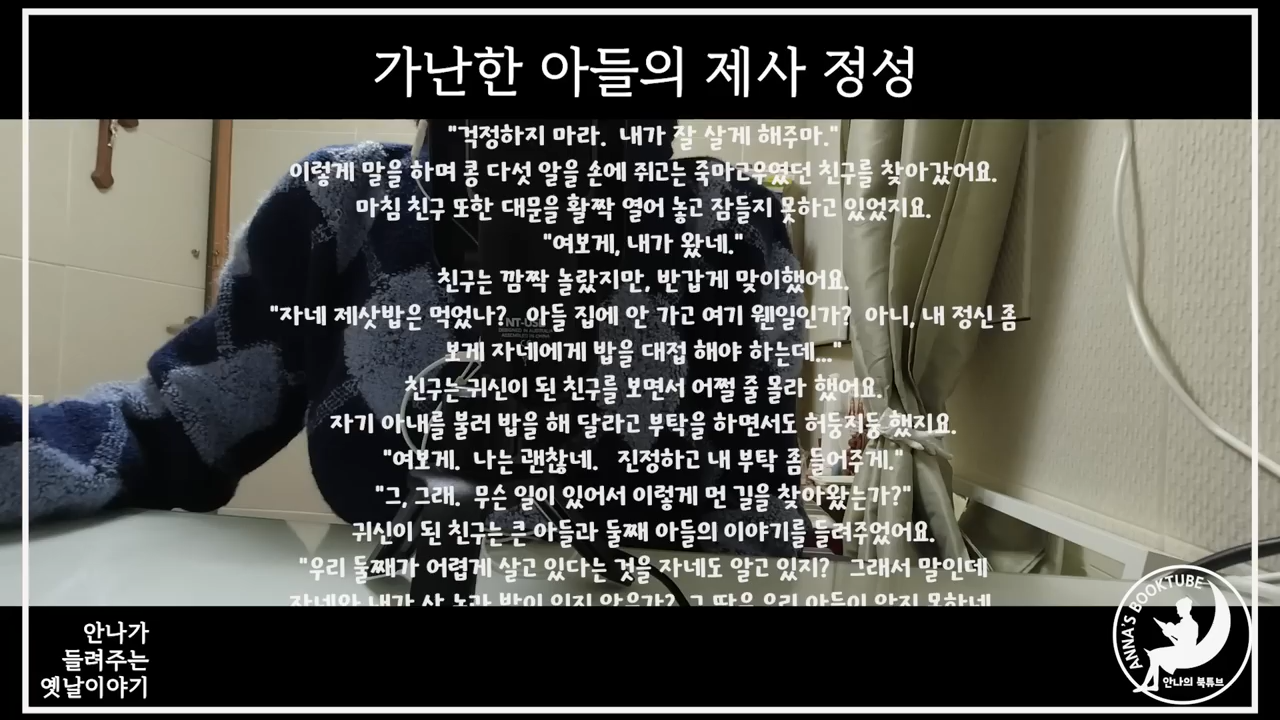 가난한 아들의 제사 정성
"걱정하지 마라. 내가 잘 살게 해주마."
이렇게 말을 하며 콩 다섯 알을 손에 쥐고는 죽마고우였던 친구를 찾아갔어요.
마침 친구 또한 대문을 활짝 열어 놓고 잠들지 못하고 있었지요.
"여보게, 내가 왔네."
친구는 깜짝 놀랐지만, 반갑게 맞이했어요.
"자네 제삿밥은 먹었나? 아들 집에 안 가고 여기 웬일인가? 아니, 내 정신 좀
보게 자네에게 밥을 대접 해야 하는데..."
친구는 귀신이 된 친구를 보면서 어쩔 줄 몰라 했어요.
자기 아내를 불러 밥을 해 달라고 부탁을 하면서도 허둥지둥 했지요.
"여보게. 나는 괜찮네. 진정하고 내 부탁 좀 들어주게."
"그, 그래. 무슨 일이 있어서 이렇게 먼 길을 찾아왔는가?"
귀신이 된 친구는 큰 아들과 둘째 아들의 이야기를 들려주었어요.
"우리 둘째가 어렵게 살고 있다는 것을 자네도 알고 있지? 그래서 말인데
안나가
들려주는
옛날이야기
ANNA'S BOOKTUBE
안나의 북튜브